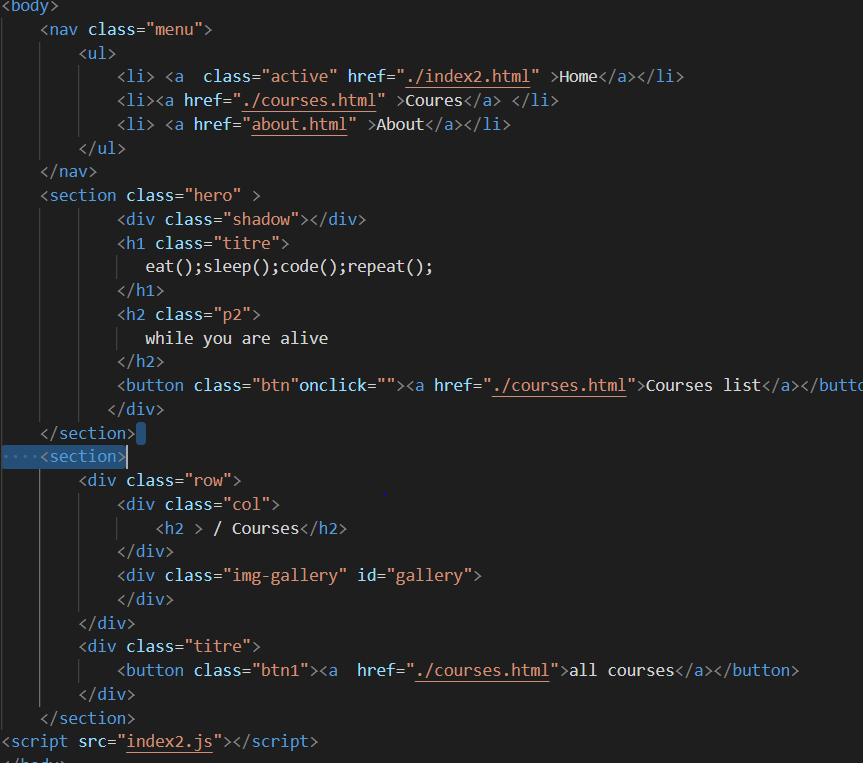 <body>
<nav class="menu">
<ul>
<li> <a  class="active" href="./index2.html" >Home</a></li>
<li><a href="./courses.html" >Coures</a> </li>
<li> <a href="about.html" >About</a></li>
</ul>
</nav>
<section class="hero" >
<div class="shadow"></div>
<h1 class="titre">
eat();sleep();code();repeat();
</h1>
<h2 class="p2">
while you are alive
</h2>
<button class="btn"onclick=""><a href="./courses.html">Courses list</a></butto
</div>
</section>
<section>
<div class="row">
<div class="col">
<h2 > / Courses</h2>
</div>
<div class="img-gallery" id="gallery">
</div>
</div>
<div class="titre">
<button class="btn1"><a  href="./courses.html">all courses</a></button>
</div>
</section>
<script src="index2.js"></script>
</body>